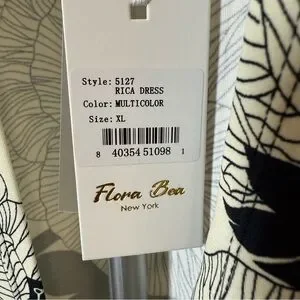 Style: 5127
RICA DRESS
Color: MULTICOLOR
Size: XL
8 40354 51098 1
Flora Bea
New York